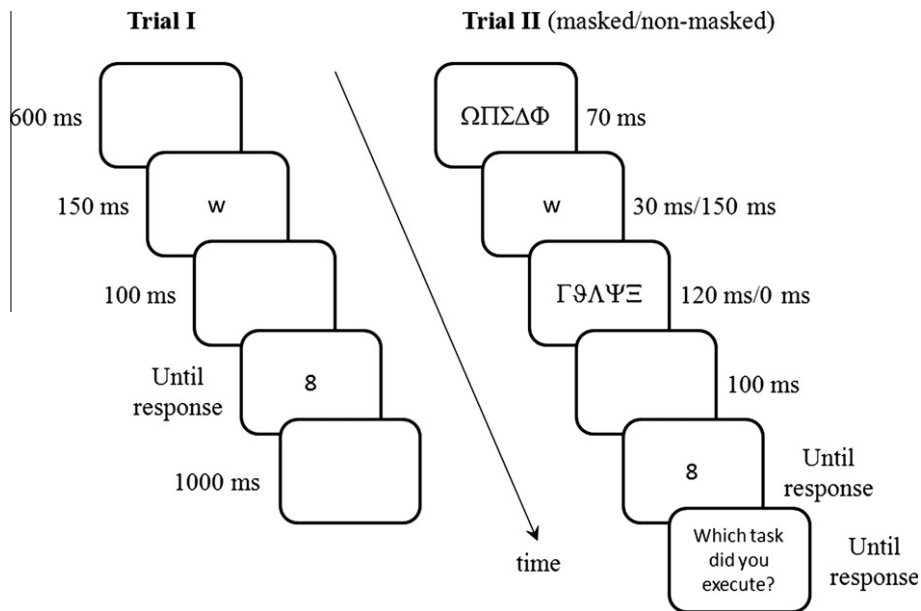 Trial I
600 ms
150 ms
w
100 ms
Until
response
8
1000 ms
time
Trial II (masked/non-masked)
ΩΠΣΔΦ
70 ms
w
30 ms/150 ms
ΓϑΛΨΞ
120 ms/0 ms
100 ms
8
Until
response
Which task
did you
execute?
Until
response